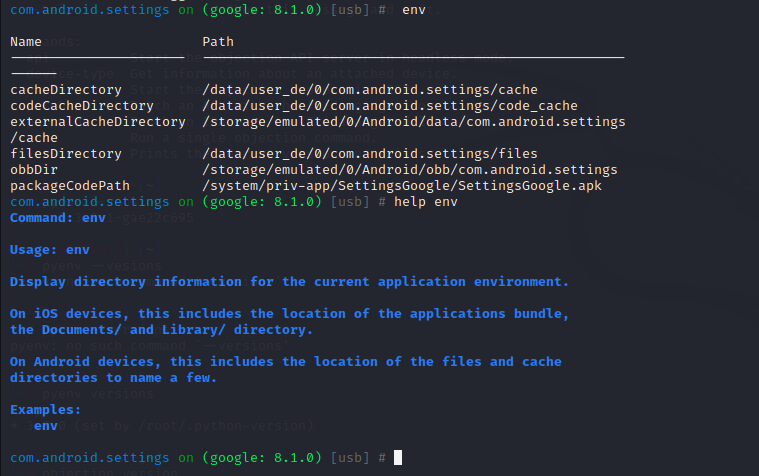 com.android.settings on (google: 8.1.0) [usb] # env
Name Path
cacheDirectory /data/user_de/0/com.android.settings/cache
codeCacheDirectory /data/user_de/0/com.android.settings/code_cache
externalCacheDirectory /storage/emulated/0/Android/data/com.android.settings
/cache
filesDirectory /data/user_de/0/com.android.settings/files
obbDir /storage/emulated/0/Android/obb/com.android.settings
packageCodePath /system/priv-app/SettingsGoogle/SettingsGoogle.apk
com.android.settings on (google: 8.1.0) [usb] # help env
Command: env
Usage: env
Display directory information for the current application environment.
On iOS devices, this includes the location of the applications bundle,
the Documents/ and Library/ directory.
On Android devices, this includes the location of the files and cache
directories to name a few.
Examples:
env
com.android.settings on (google: 8.1.0) [usb] #